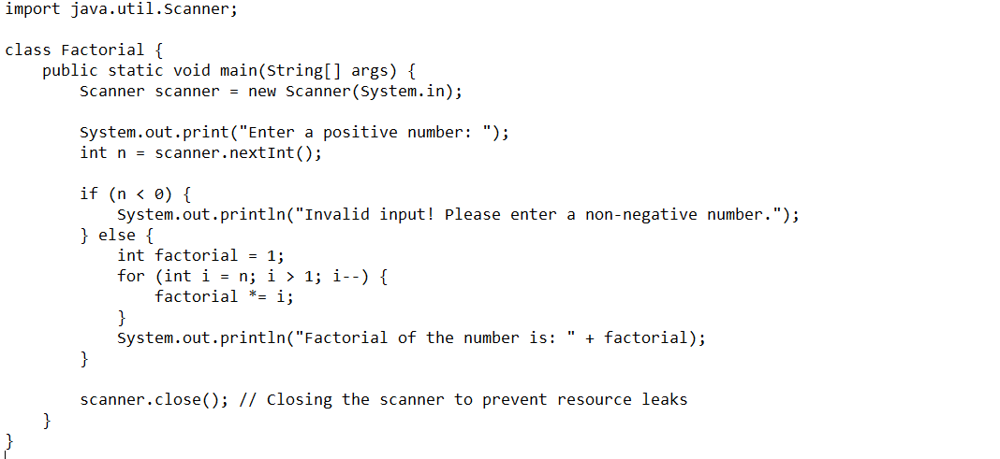 import java.util.Scanner;

class Factorial {
    public static void main(String[] args) {
        Scanner scanner = new Scanner(System.in);

        System.out.print("Enter a positive number: ");
        int n = scanner.nextInt();

        if (n < 0) {
            System.out.println("Invalid input! Please enter a non-negative number.");
        } else {
            int factorial = 1;
            for (int i = n; i > 1; i--) {
                factorial *= i;
            }
            System.out.println("Factorial of the number is: " + factorial);
        }

        scanner.close(); // Closing the scanner to prevent resource leaks
    }
}